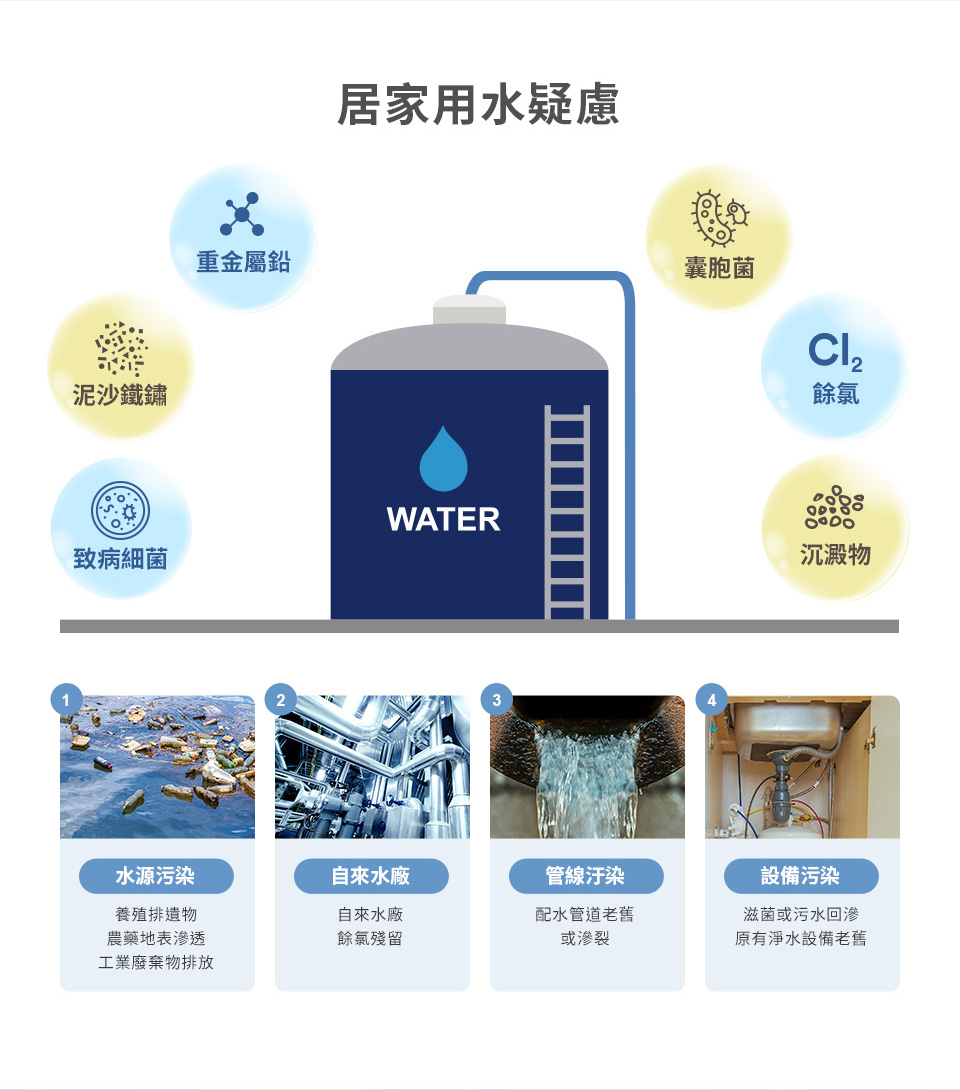 居家用水疑慮
重金屬鉛
囊胞菌
泥沙鐵鏽
Cl₂
餘氯
致病細菌
沉澱物
WATER
1
2
3
4
水源污染
自來水廠
管線汙染
設備污染
養殖排遺物
農藥地表滲透
工業廢棄物排放
自來水廠
餘氯殘留
配水管道老舊
或滲裂
滋菌或污水回滲
原有淨水設備老舊